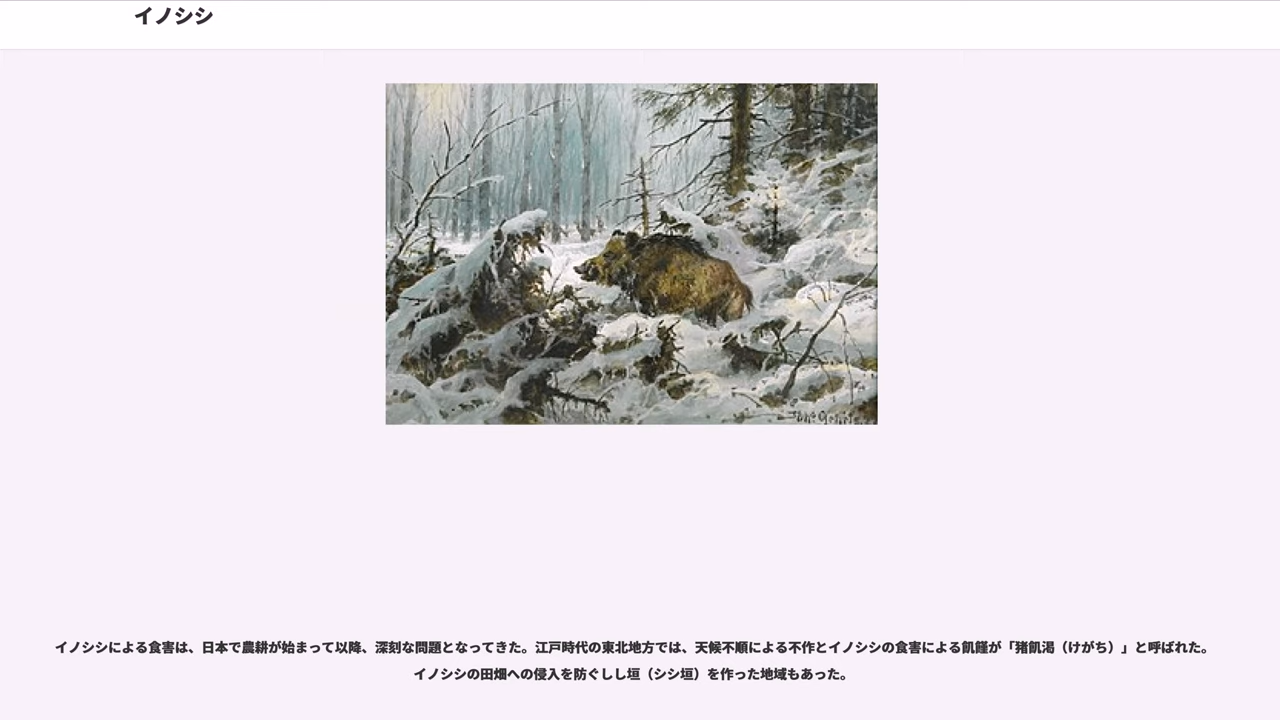 イノシシ
イノシシによる食害は、日本で農耕が始まって以降、深刻な問題となってきた。江戸時代の東北地方では、天候不順による不作とイノシシの食害による飢饉が「猪飢渇（けがち）」と呼ばれた。
イノシシの田畑への侵入を防ぐしし垣（シシ垣）を作った地域もあった。